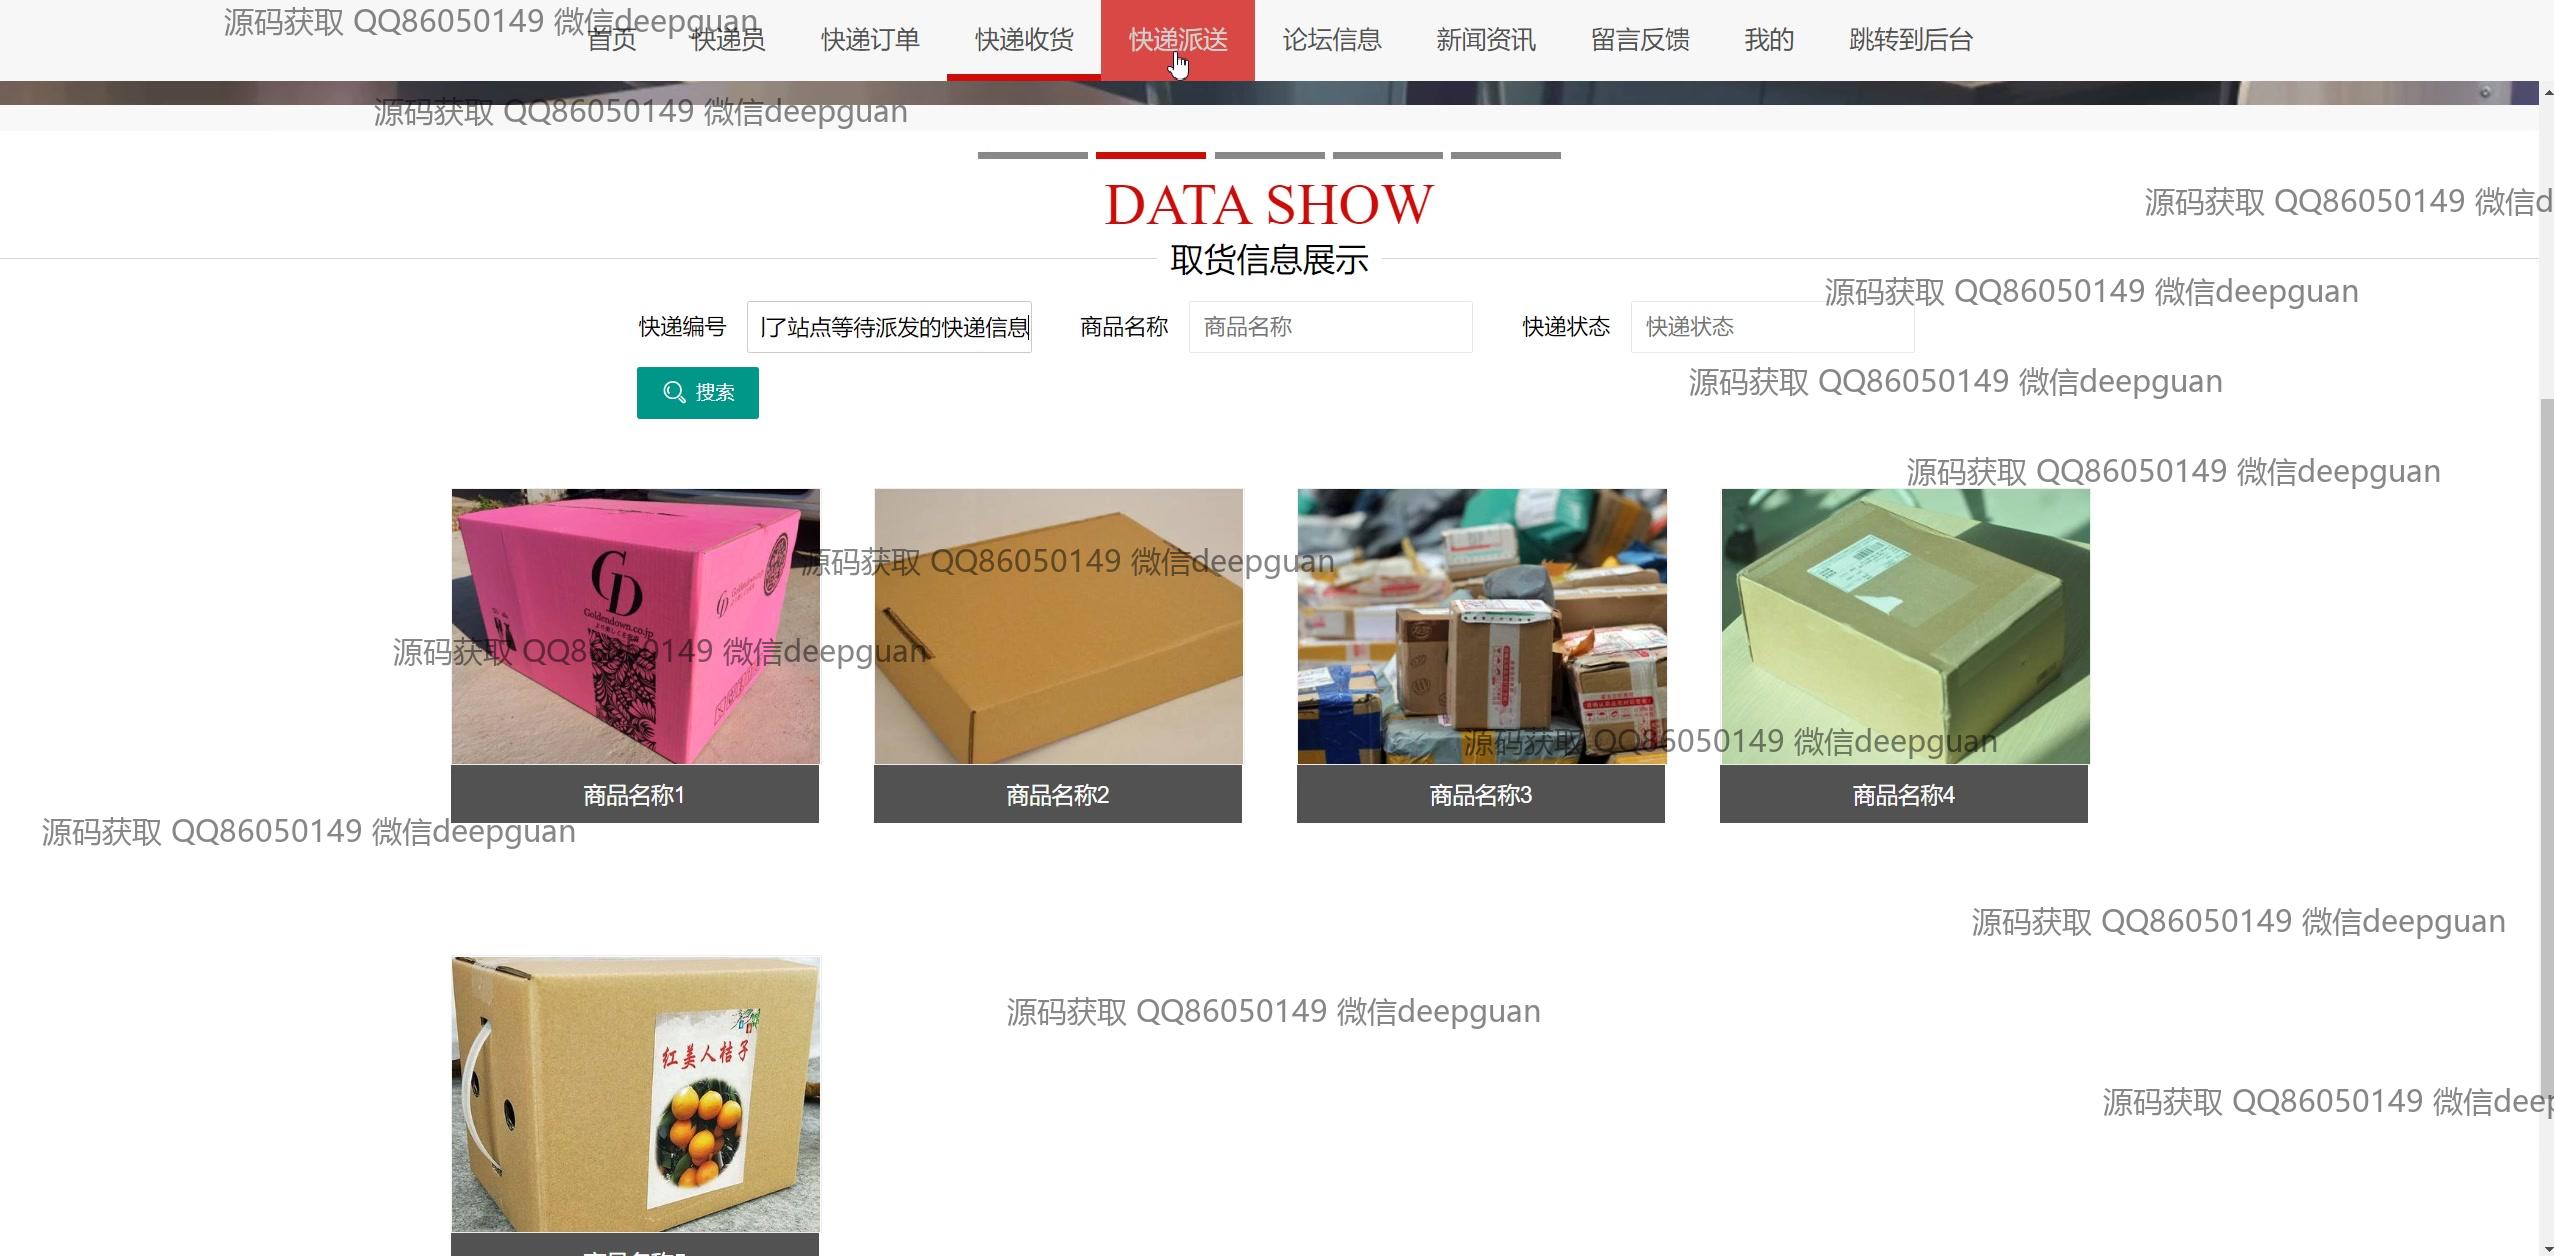 源码获取 QQ86050149 微信deepguan
首页 快递员 快递订单 快递收货 快递派送 论坛信息 新闻资讯 留言反馈 我的 跳转到后台
源码获取 QQ86050149 微信deepguan
DATA SHOW
源码获取 QQ86050149 微信d
取货信息展示
源码获取 QQ86050149 微信deepguan
快递编号 了站点等待派发的快递信息 商品名称 商品名称 快递状态 快递状态
搜索
源码获取 QQ86050149 微信deepguan
源码获取 QQ86050149 微信deepguan
源码获取 QQ86050149 微信deepguan
GD
Goldendown.co.jp
源码获取 QQ86050149 微信deepguan
源码获取 QQ86050149 微信deepguan
商品名称1 商品名称2 商品名称3 商品名称4
源码获取 QQ86050149 微信deepguan
源码获取 QQ86050149 微信deepguan
源码获取 QQ86050149 微信deepguan
红美人桔子
源码获取 QQ86050149 微信deep